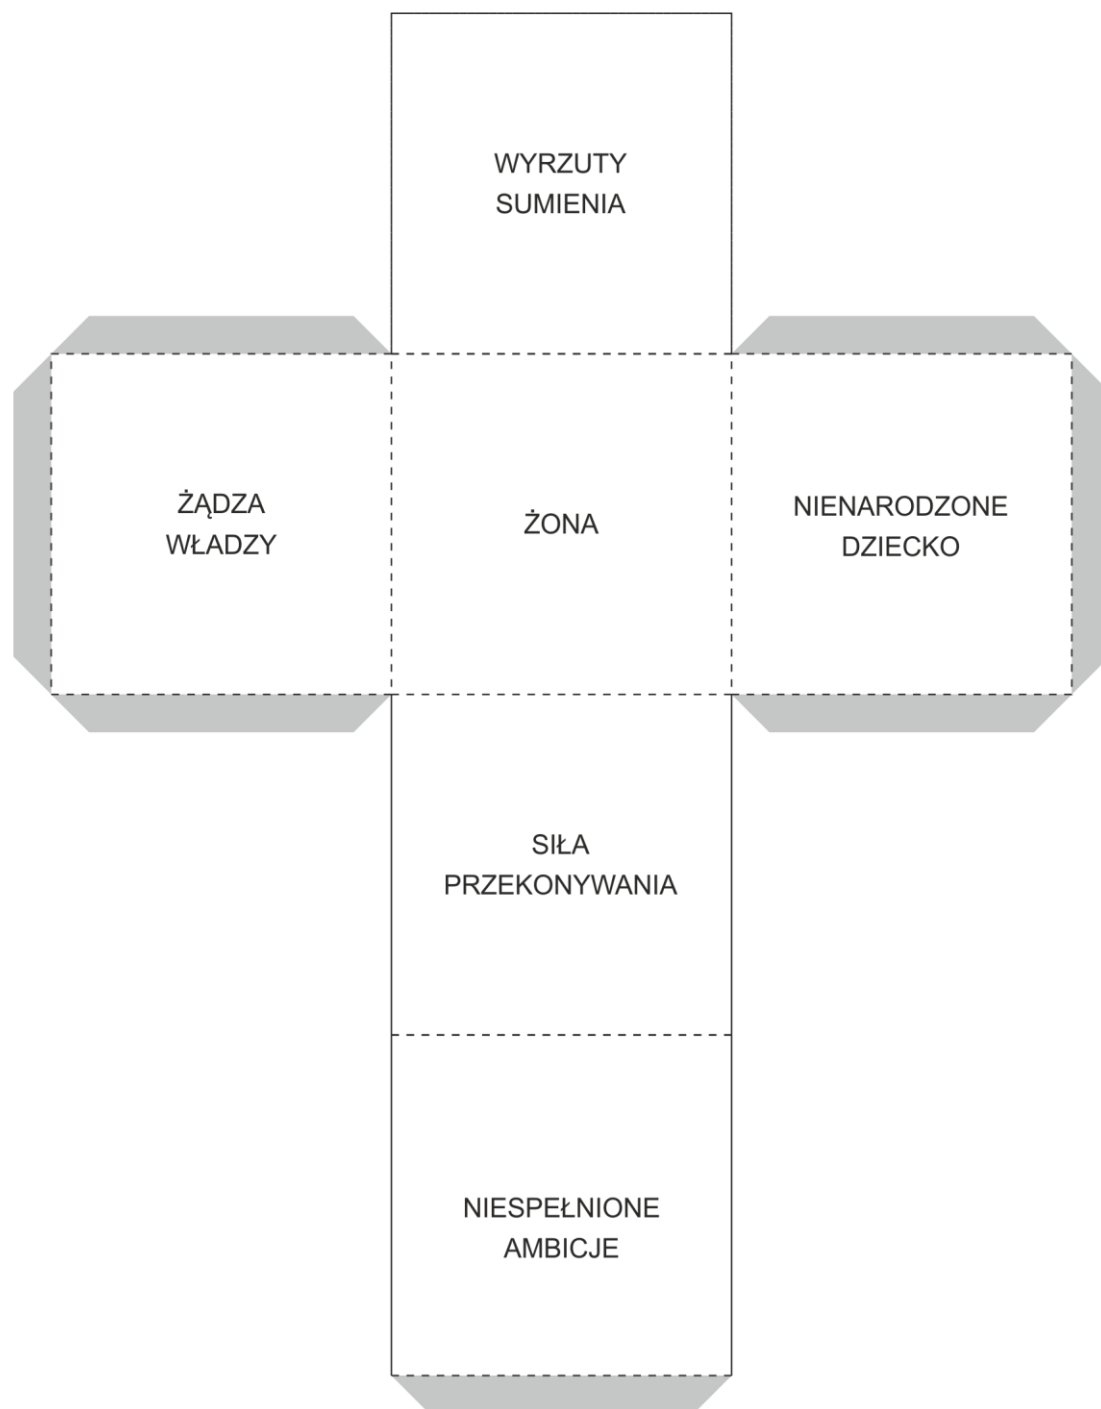 WYRZUTY
SUMIENIA
ŻĄDZA
WŁADZY
ŻONA
NIENARODZONE
DZIECKO
SIŁA
PRZEKONYWANIA
NIESPEŁNIONE
AMBICJE